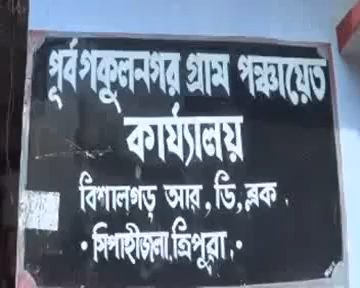 পূর্ব গকুলনগর গ্রাম পঞ্চায়েত
কার্য্যালয়
বিশালগড় আর, ডি, ব্লক,
• সিপাহীজলা, ত্রিপুরা, •